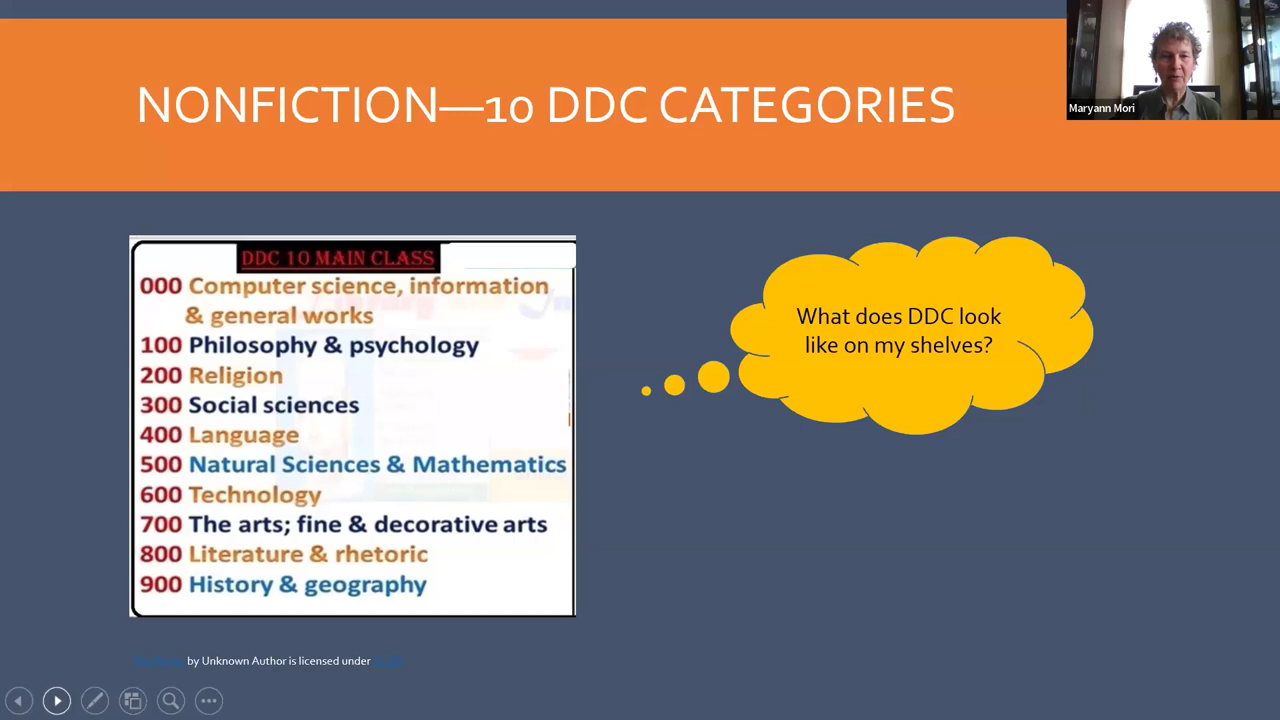 NONFICTION—10 DDC CATEGORIES
Maryann Mori
DDC 10 MAIN CLASS
000 Computer science, information
& general works
100 Philosophy & psychology
200 Religion
300 Social sciences
400 Language
500 Natural Sciences & Mathematics
600 Technology
700 The arts; fine & decorative arts
800 Literature & rhetoric
900 History & geography
What does DDC look
like on my shelves?
by Unknown Author is licensed under